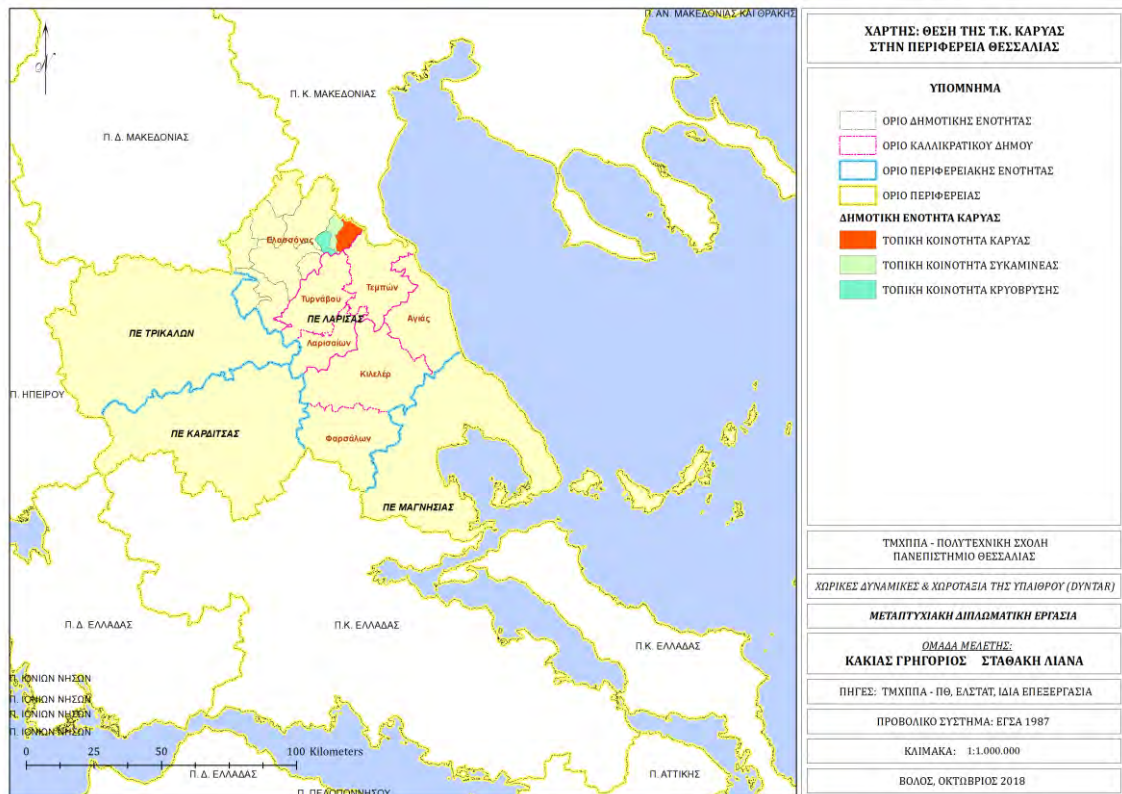 Π. ΑΝ. ΜΑΚΕΔΟΝΙΑΣ ΚΑΙ ΘΡΑΚΗΣ
Π. Κ. ΜΑΚΕΔΟΝΙΑΣ
Π. Δ. ΜΑΚΕΔΟΝΙΑΣ
Ελασσόνας
Τεμπών
Τυρνάβου
ΠΕ ΛΑΡΙΣΑΣ
Αγιάς
ΠΕ ΤΡΙΚΑΛΩΝ
Λαρισαίων
Κιλελέρ
Π. ΗΠΕΙΡΟΥ
ΠΕ ΚΑΡΔΙΤΣΑΣ
Φαρσάλων
ΠΕ ΜΑΓΝΗΣΙΑΣ
Π. Δ. ΕΛΛΑΔΑΣ
Π.Κ. ΕΛΛΑΔΑΣ
Π.Κ. ΕΛΛΑΔΑΣ
Π. ΙΟΝΙΩΝ ΝΗΣΩΝ
Π. ΙΟΝΙΩΝ ΝΗΣΩΝ
Π. ΙΟΝΙΩΝ ΝΗΣΩΝ
Π. ΙΟΝΙΩΝ ΝΗΣΩΝ
0 25 50 100 Kilometers
Π. Δ. ΕΛΛΑΔΑΣ
Π. ΑΤΤΙΚΗΣ
Π. ΠΕΛΟΠΟΝΝΗΣΟΥ
ΧΑΡΤΗΣ: ΘΕΣΗ ΤΗΣ Τ.Κ. ΚΑΡΥΑΣ
ΣΤΗΝ ΠΕΡΙΦΕΡΕΙΑ ΘΕΣΣΑΛΙΑΣ
ΥΠΟΜΝΗΜΑ
ΟΡΙΟ ΔΗΜΟΤΙΚΗΣ ΕΝΟΤΗΤΑΣ
ΟΡΙΟ ΚΑΛΛΙΚΡΑΤΙΚΟΥ ΔΗΜΟΥ
ΟΡΙΟ ΠΕΡΙΦΕΡΕΙΑΚΗΣ ΕΝΟΤΗΤΑΣ
ΟΡΙΟ ΠΕΡΙΦΕΡΕΙΑΣ
ΔΗΜΟΤΙΚΗ ΕΝΟΤΗΤΑ ΚΑΡΥΑΣ
ΤΟΠΙΚΗ ΚΟΙΝΟΤΗΤΑ ΚΑΡΥΑΣ
ΤΟΠΙΚΗ ΚΟΙΝΟΤΗΤΑ ΣΥΚΑΜΙΝΕΑΣ
ΤΟΠΙΚΗ ΚΟΙΝΟΤΗΤΑ ΚΡΥΟΒΡΥΣΗΣ
ΤΜΧΠΠΑ - ΠΟΛΥΤΕΧΝΙΚΗ ΣΧΟΛΗ
ΠΑΝΕΠΙΣΤΗΜΙΟ ΘΕΣΣΑΛΙΑΣ
ΧΩΡΙΚΕΣ ΔΥΝΑΜΙΚΕΣ & ΧΩΡΟΤΑΞΙΑ ΤΗΣ ΥΠΑΙΘΡΟΥ (DYNTAR)
ΜΕΤΑΠΤΥΧΙΑΚΗ ΔΙΠΛΩΜΑΤΙΚΗ ΕΡΓΑΣΙΑ
ΟΜΑΔΑ ΜΕΛΕΤΗΣ:
ΚΑΚΙΑΣ ΓΡΗΓΟΡΙΟΣ ΣΤΑΘΑΚΗ ΛΙΑΝΑ
ΠΗΓΕΣ: ΤΜΧΠΠΑ - ΠΘ, ΕΛΣΤΑΤ, ΙΔΙΑ ΕΠΕΞΕΡΓΑΣΙΑ
ΠΡΟΒΟΛΙΚΟ ΣΥΣΤΗΜΑ: ΕΓΣΑ 1987
ΚΛΙΜΑΚΑ: 1:1.000.000
ΒΟΛΟΣ, ΟΚΤΩΒΡΙΟΣ 2018